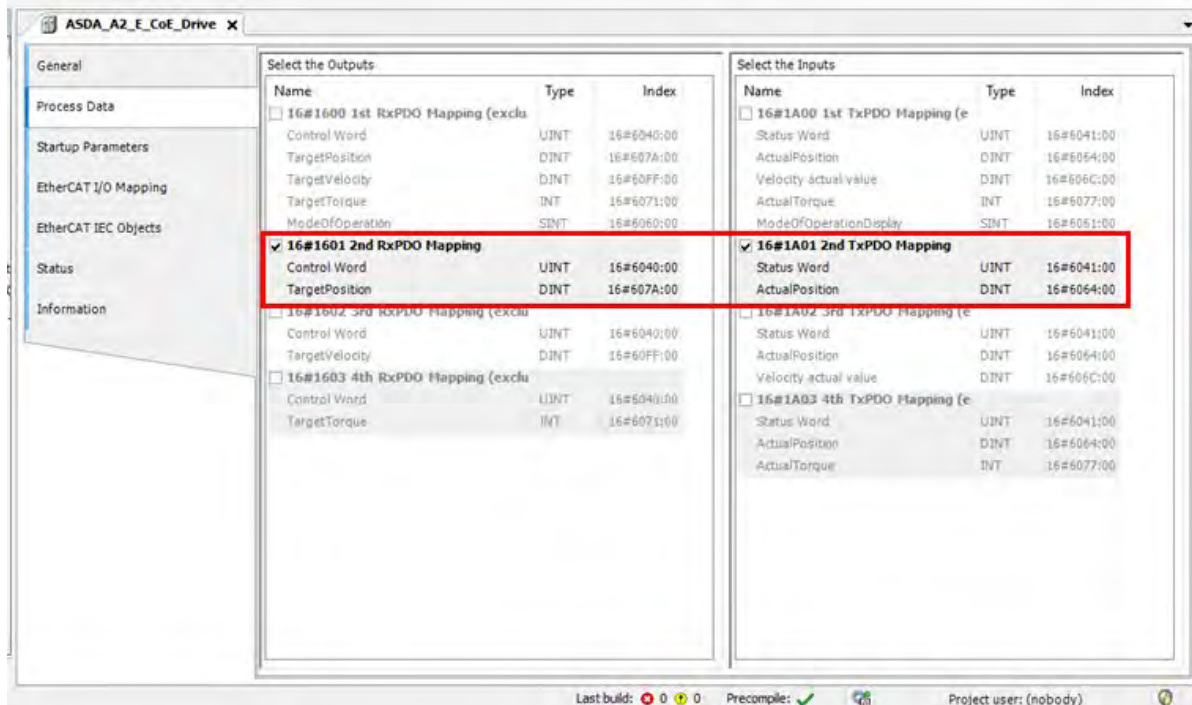 ASDA_A2_E_CoE_Drive X
General
Process Data
Startup Parameters
EtherCAT I/O Mapping
EtherCAT IEC Objects
Status
Information
Select the Outputs
Name Type Index
16#1600 1st RxPDO Mapping (exclu
Control Word UINT 16#6040:00
TargetPosition DINT 16#607A:00
TargetVelocity DINT 16#60FF:00
TargetTorque INT 16#6071:00
ModeOfOperation SINT 16#6060:00
16#1601 2nd RxPDO Mapping
Control Word UINT 16#6040:00
TargetPosition DINT 16#607A:00
16#1602 3rd RxPDO Mapping (exclu
Control Word UINT 16#6040:00
TargetVelocity DINT 16#60FF:00
16#1603 4th RxPDO Mapping (exclu
Control Word UINT 16#6040:00
TargetTorque INT 16#6071:00
Select the Inputs
Name Type Index
16#1A00 1st TxPDO Mapping (e
Status Word UINT 16#6041:00
ActualPosition DINT 16#6064:00
Velocity actual value DINT 16#606C:00
ActualTorque INT 16#6077:00
ModeOfOperationDisplay SINT 16#6061:00
16#1A01 2nd TxPDO Mapping
Status Word UINT 16#6041:00
ActualPosition DINT 16#6064:00
16#1A02 3rd TxPDO Mapping (e
Status Word UINT 16#6041:00
ActualPosition DINT 16#6064:00
Velocity actual value DINT 16#606C:00
16#1A03 4th TxPDO Mapping (e
Status Word UINT 16#6041:00
ActualPosition DINT 16#6064:00
ActualTorque INT 16#6077:00
Last build: 0 0 Precompile: Project user: (nobody)